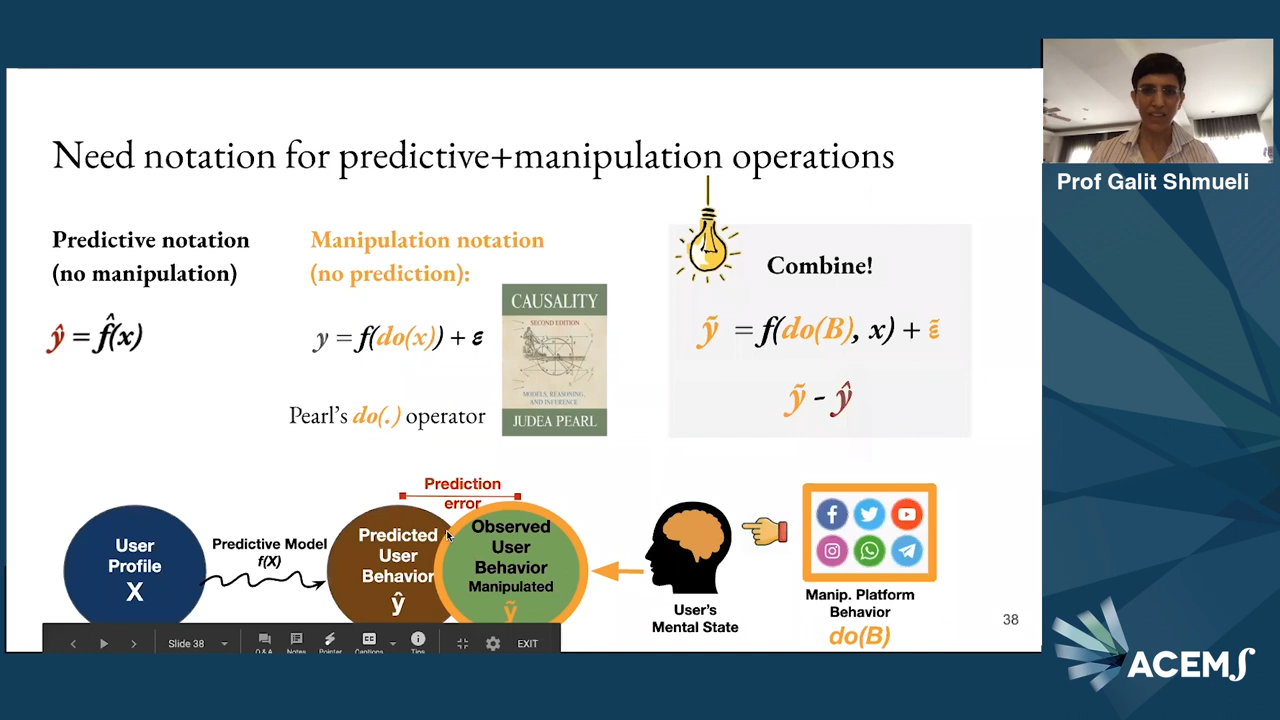 Need notation for predictive+manipulation operations
Predictive notation
(no manipulation)
ŷ = f̂(x)
Manipulation notation
(no prediction):
y = f(do(x)) + ε
Pearl's do(.) operator
CAUSALITY
SECOND EDITION
MODELS, REASONING,
AND INFERENCE
JUDEA PEARL
Combine!
ỹ = f(do(B), x) + ε̃
ỹ - ŷ
Prediction
error
User
Profile
X
Predictive Model
f(X)
Predicted
User
Behavior
ŷ
Observed
User
Behavior
Manipulated
ỹ
User's
Mental State
Manip. Platform
Behavior
do(B)
38
Slide 38
Q & A
Notes
Pointer
Captions
Tips
EXIT
Prof Galit Shmueli
ACEMS